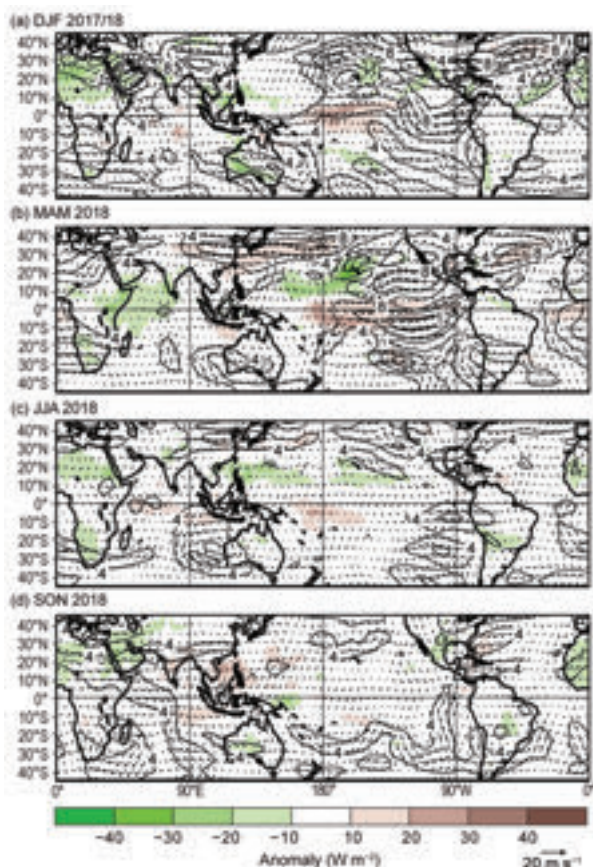 (a) DJF 2017/18
40°N
30°N
20°N
10°N
0°
10°S
20°S
30°S
40°S
(b) MAM 2018
40°N
30°N
20°N
10°N
0°
10°S
20°S
30°S
40°S
(c) JJA 2018
40°N
30°N
20°N
10°N
0°
10°S
20°S
30°S
40°S
(d) SON 2018
40°N
30°N
20°N
10°N
0°
10°S
20°S
30°S
40°S
0° 90°E 180° 90°W 0°
−40 −30 −20 −10 10 20 30 40
Anomaly (W m⁻²) 20 m s⁻¹